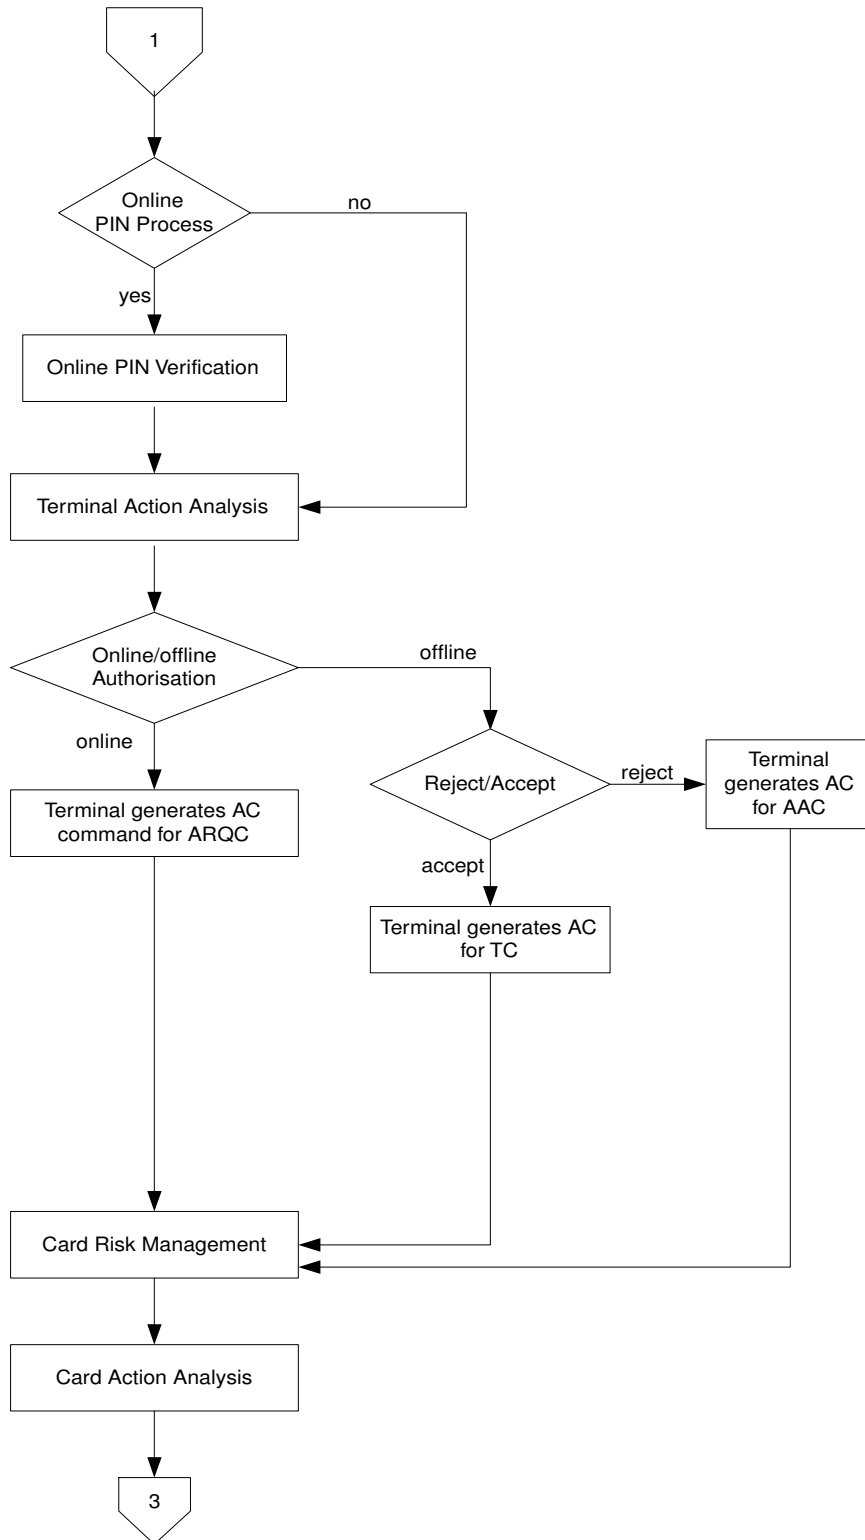 1
Online
PIN Process
no
yes
Online PIN Verification
Terminal Action Analysis
Online/offline
Authorisation
offline
online
Reject/Accept
reject
Terminal
generates AC
for AAC
Terminal generates AC
command for ARQC
accept
Terminal generates AC
for TC
Card Risk Management
Card Action Analysis
3